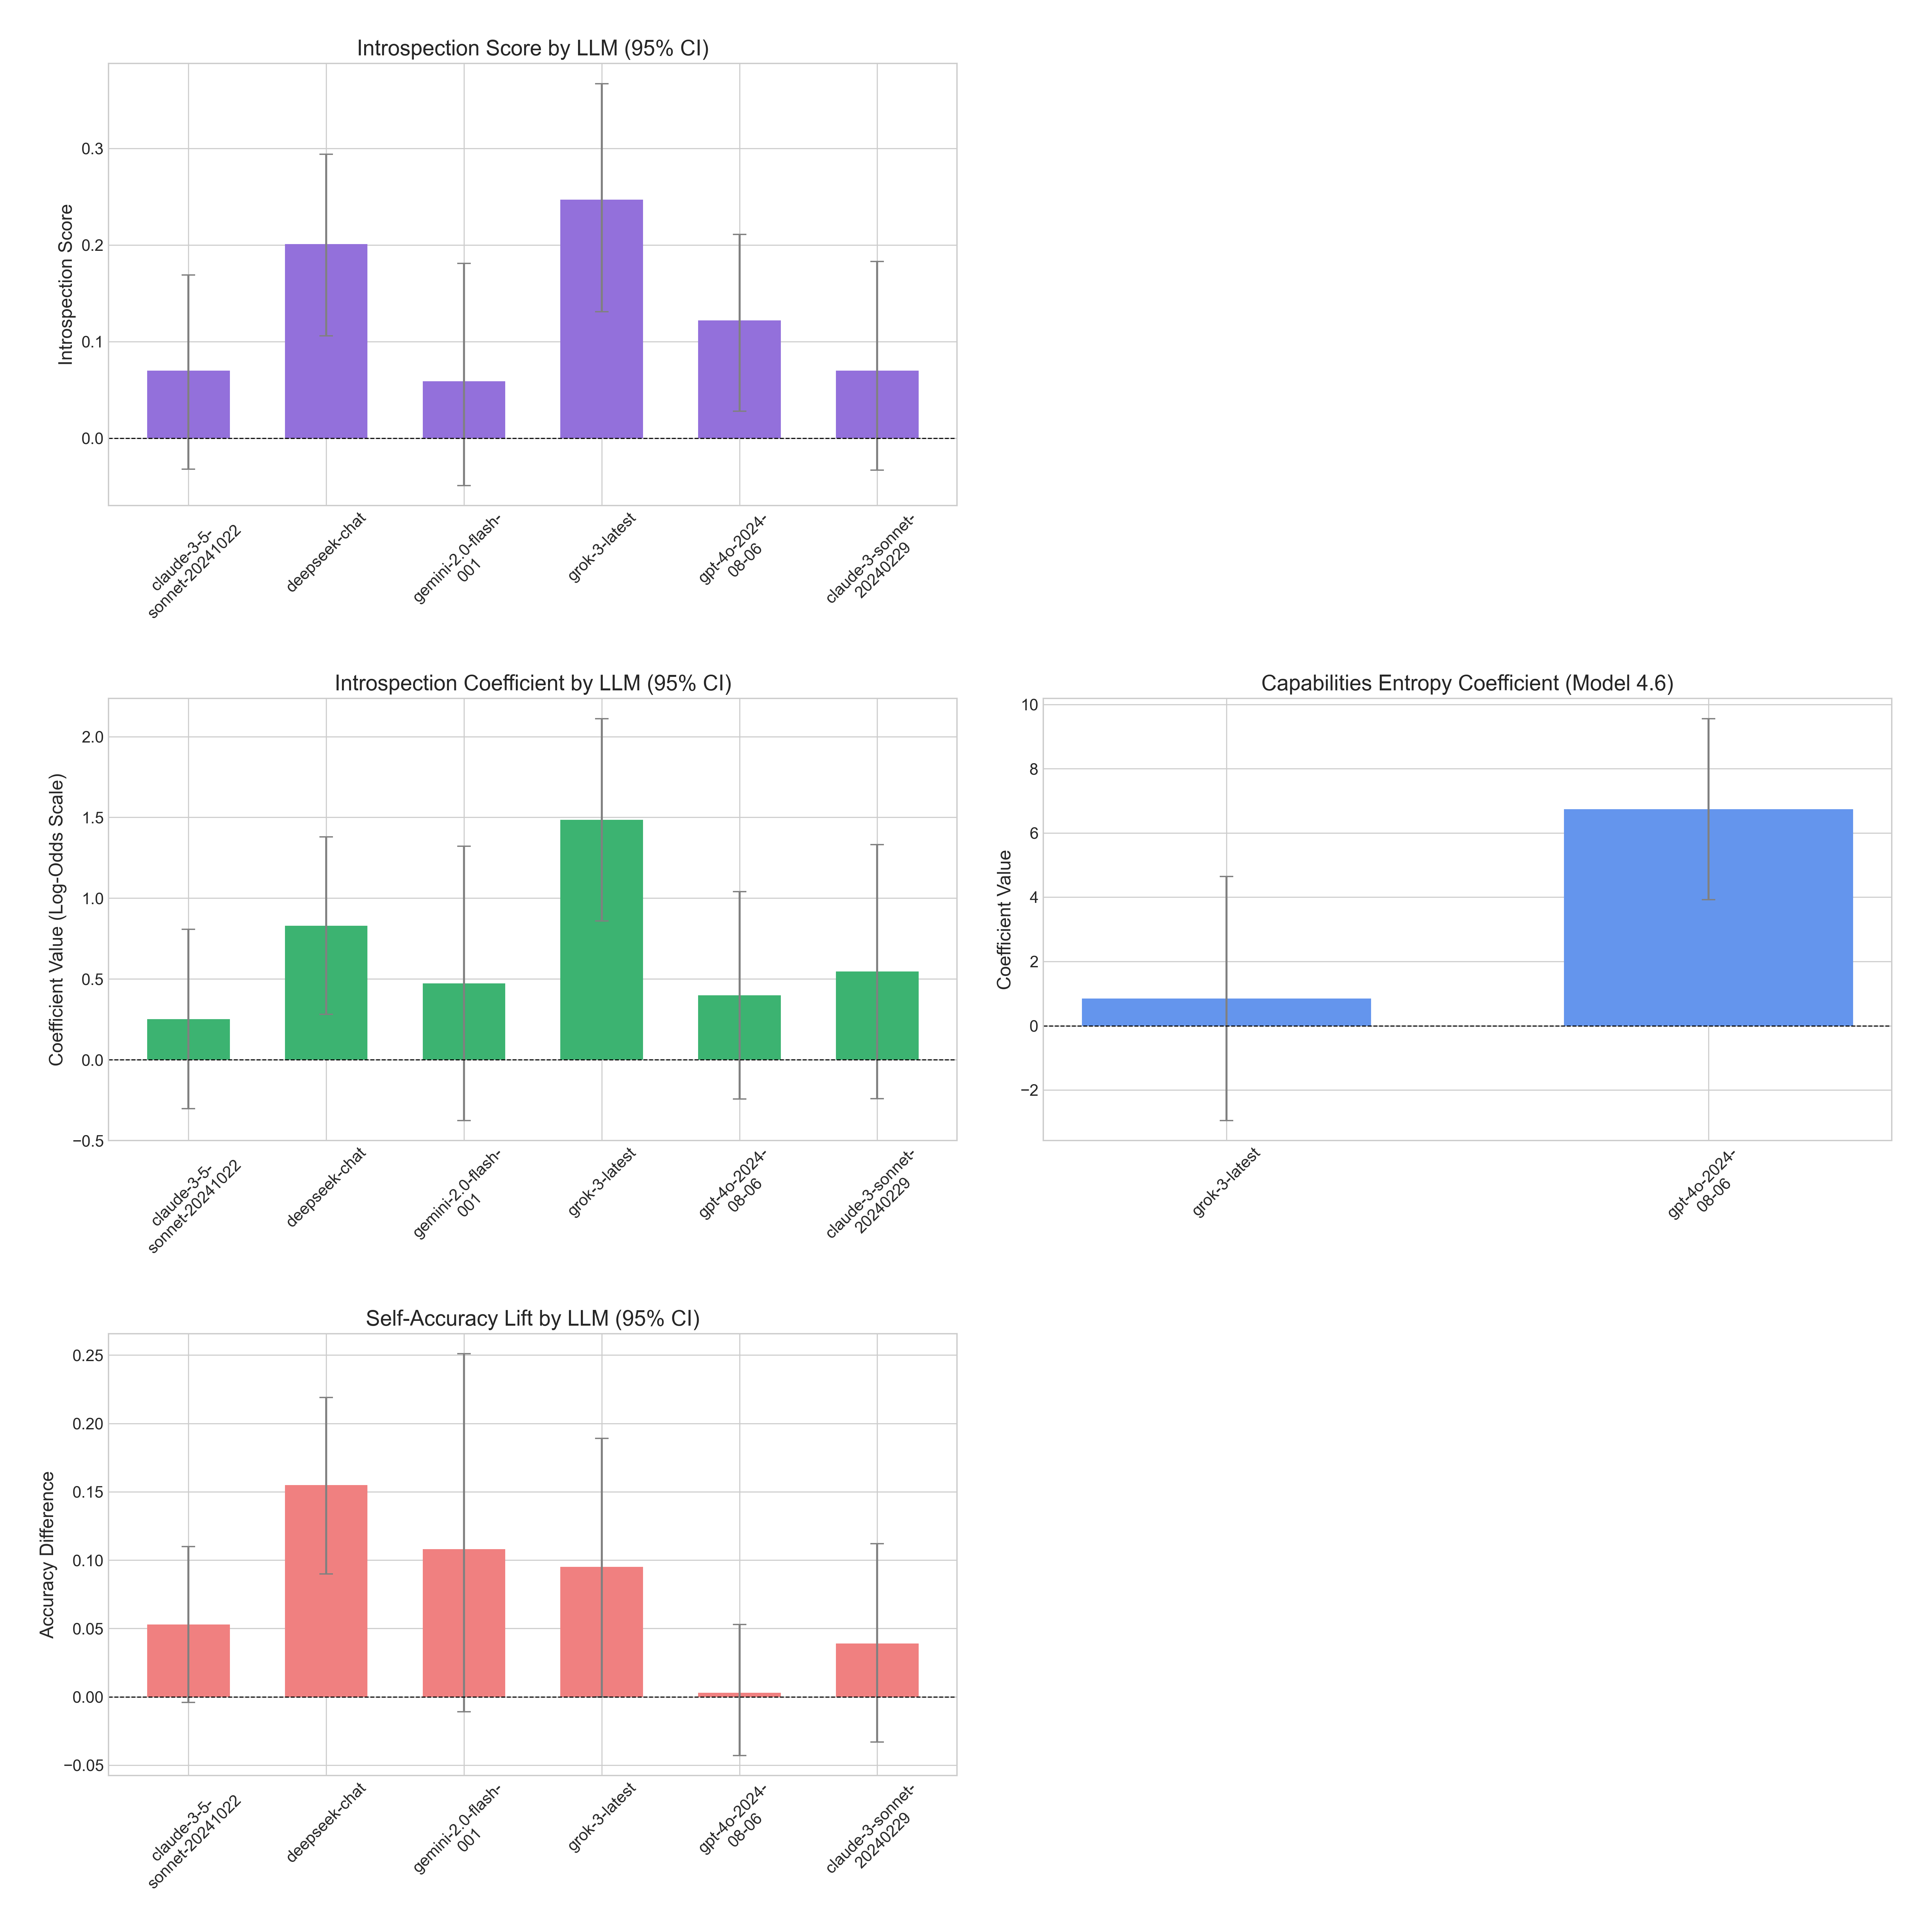 Introspection Score by LLM (95% CI)
Introspection Score
0.3
0.2
0.1
0.0
claude-3-5-
sonnet-20241022
deepseek-chat
gemini-2.0-flash-
001
grok-3-latest
gpt-4o-2024-
08-06
claude-3-sonnet-
20240229
Introspection Coefficient by LLM (95% CI)
Coefficient Value (Log-Odds Scale)
2.0
1.5
1.0
0.5
0.0
−0.5
claude-3-5-
sonnet-20241022
deepseek-chat
gemini-2.0-flash-
001
grok-3-latest
gpt-4o-2024-
08-06
claude-3-sonnet-
20240229
Capabilities Entropy Coefficient (Model 4.6)
Coefficient Value
10
8
6
4
2
0
−2
grok-3-latest
gpt-4o-2024-
08-06
Self-Accuracy Lift by LLM (95% CI)
Accuracy Difference
0.25
0.20
0.15
0.10
0.05
0.00
−0.05
claude-3-5-
sonnet-20241022
deepseek-chat
gemini-2.0-flash-
001
grok-3-latest
gpt-4o-2024-
08-06
claude-3-sonnet-
20240229